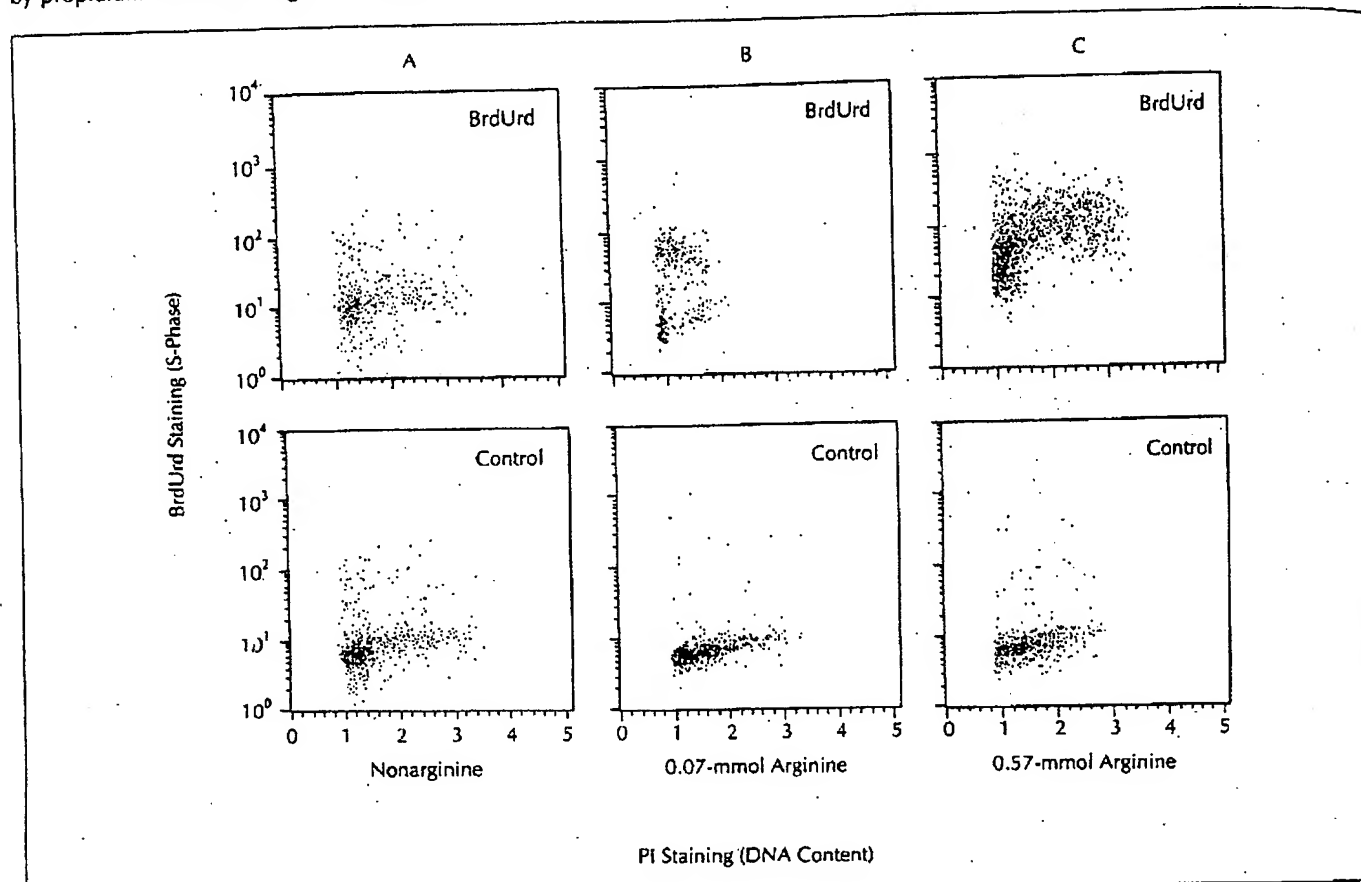 A B C
BrdUrd BrdUrd BrdUrd
10⁴
10³
10²
10¹
10⁰
BrdUrd Staining (S-Phase)
Control Control Control
10⁴
10³
10²
10¹
10⁰
0 1 2 3 4 5 0 1 2 3 4 5 0 1 2 3 4 5
Nonarginine 0.07-mmol Arginine 0.57-mmol Arginine
PI Staining (DNA Content)